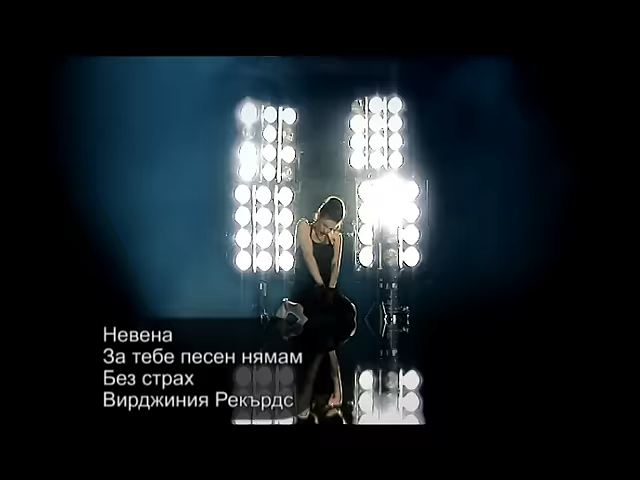 Невена
За тебе песен нямам
Без страх
Вирджиния Рекърдс